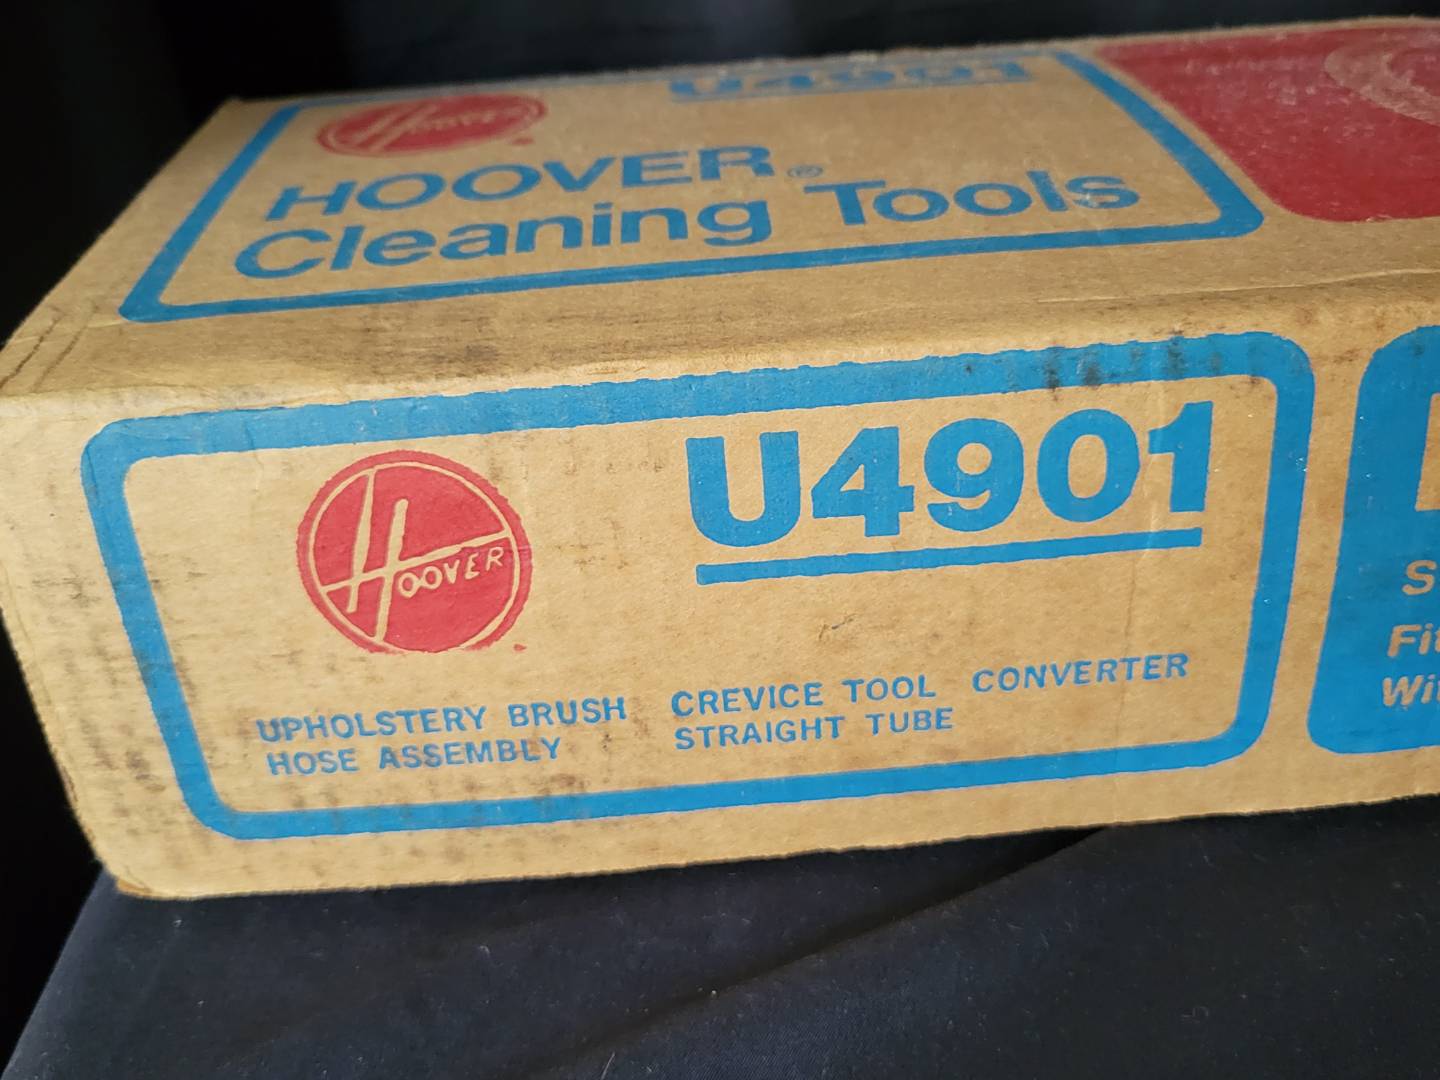 U4901
Hoover
HOOVER®
Cleaning Tools
U4901
HOOVER
UPHOLSTERY BRUSH CREVICE TOOL CONVERTER
HOSE ASSEMBLY STRAIGHT TUBE